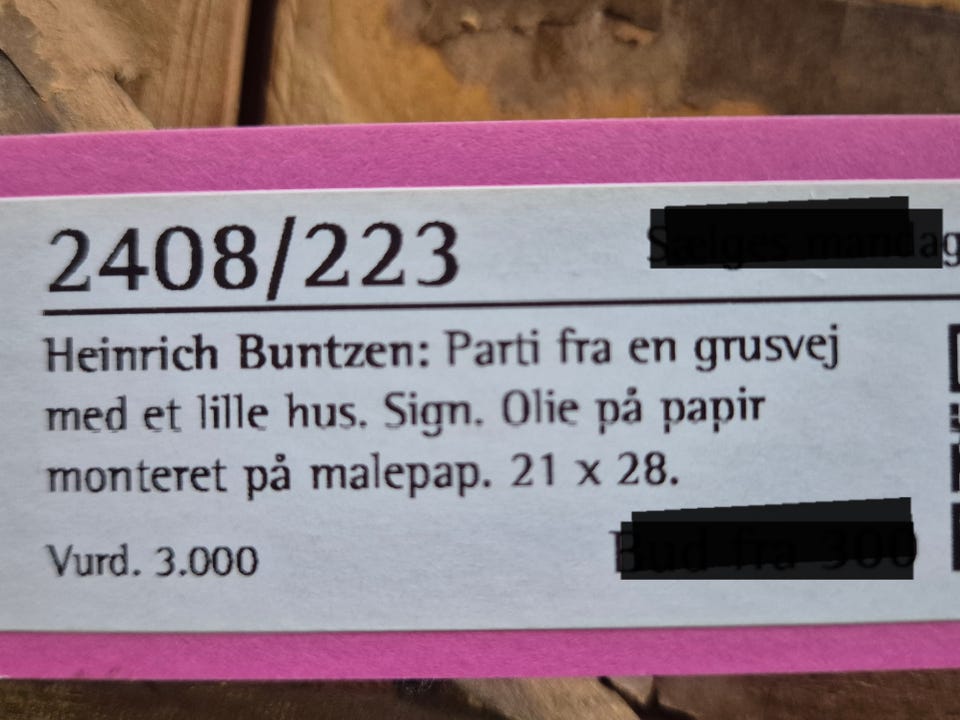 2408/223
Heinrich Buntzen: Parti fra en grusvej
med et lille hus. Sign. Olie på papir
monteret på malepap. 21 x 28.
Vurd. 3.000